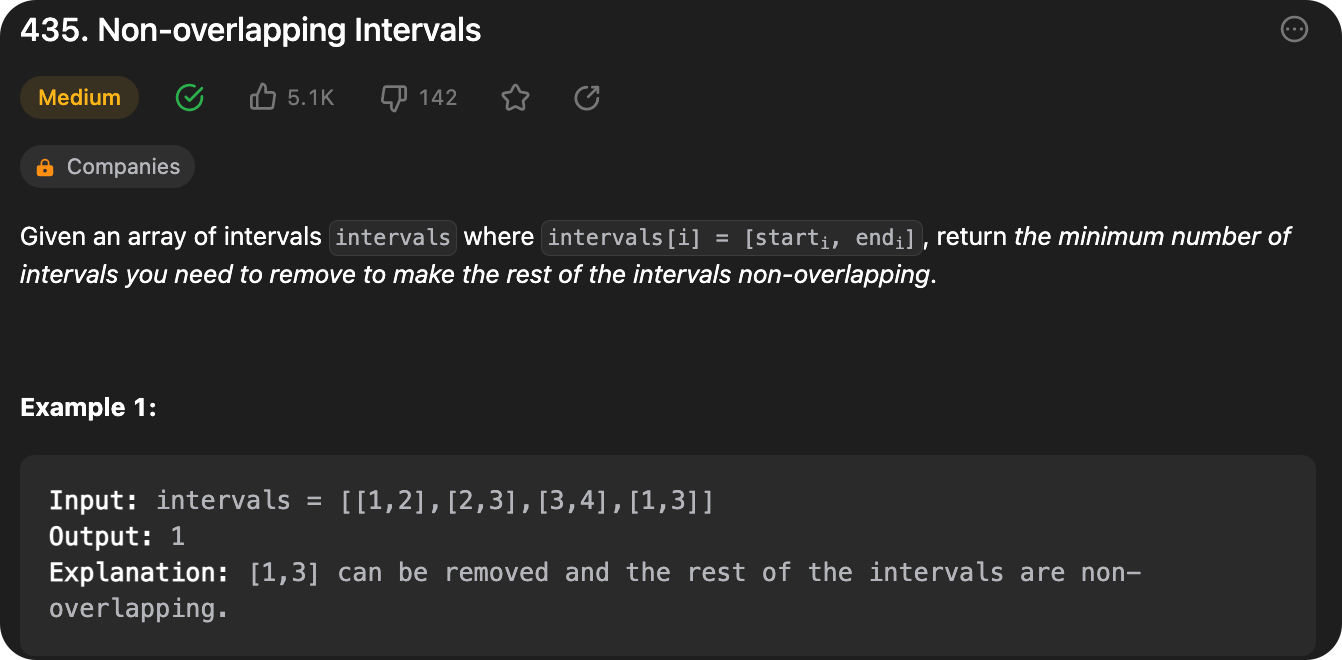 435. Non-overlapping Intervals
Medium 5.1K 142
Companies
Given an array of intervals intervals where intervals[i] = [startᵢ, endᵢ], return the minimum number of
intervals you need to remove to make the rest of the intervals non-overlapping.
Example 1:
Input: intervals = [[1,2],[2,3],[3,4],[1,3]]
Output: 1
Explanation: [1,3] can be removed and the rest of the intervals are non-
overlapping.